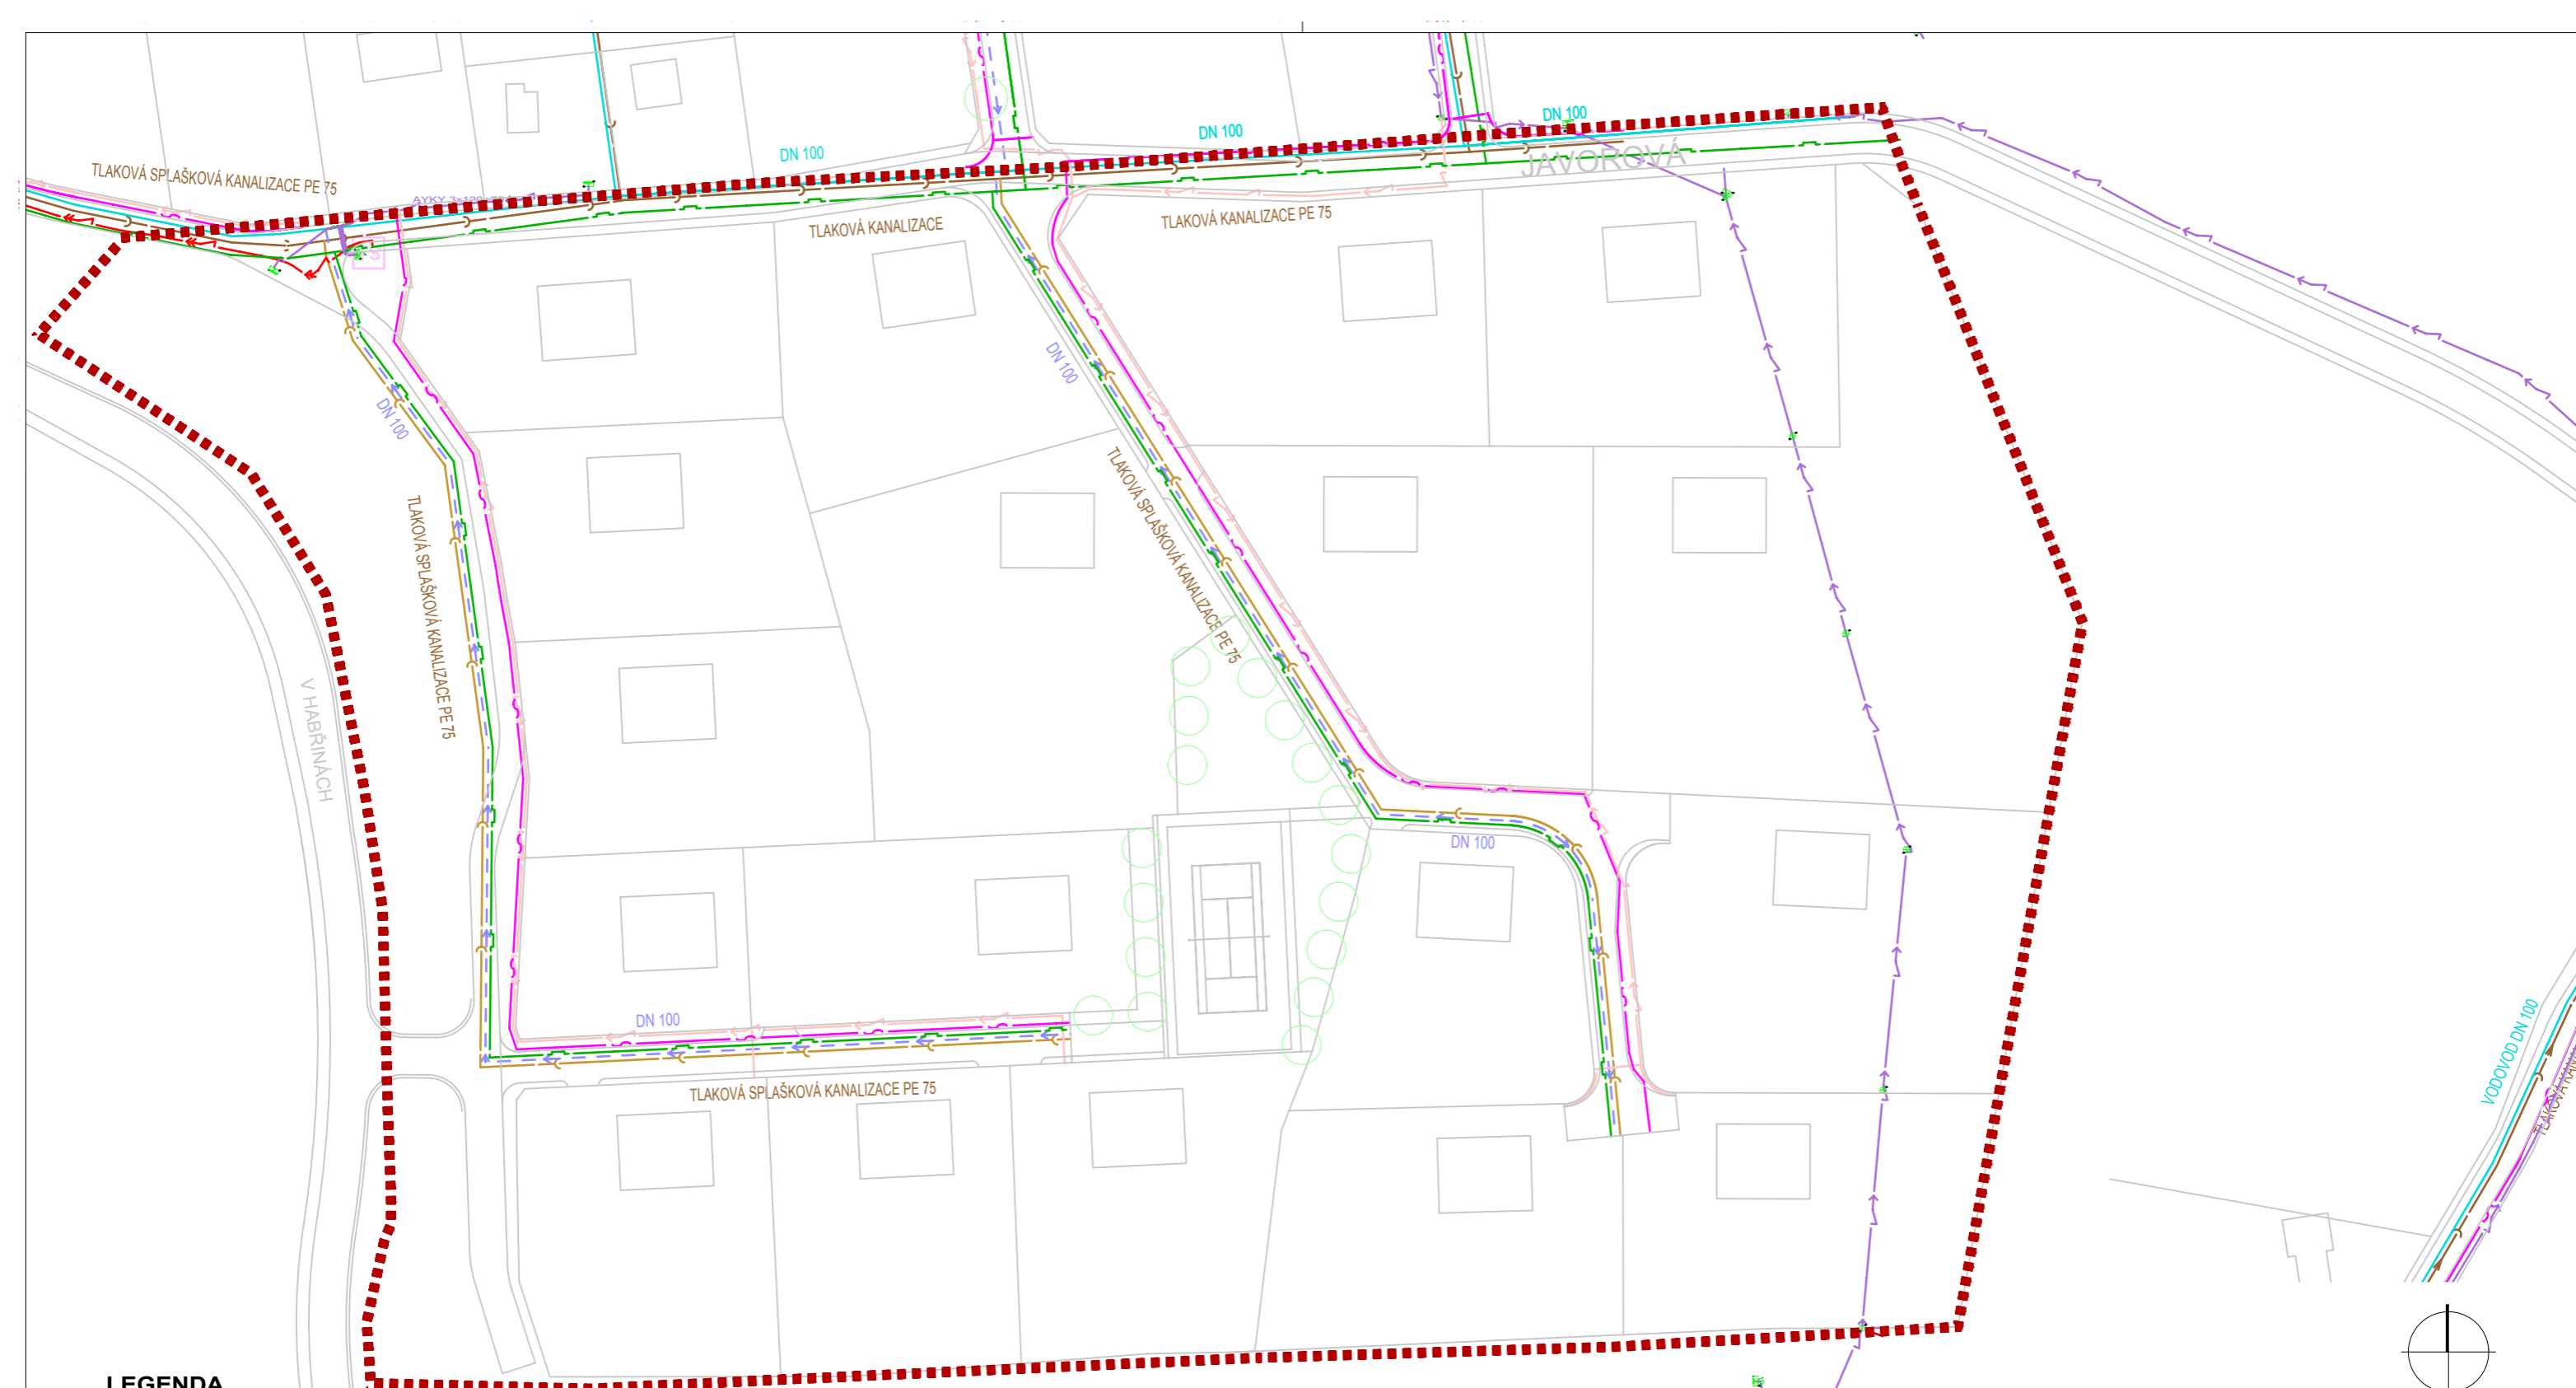 DN 100
DN 100
DN 100
JAVOROVÁ
TLAKOVÁ SPLAŠKOVÁ KANALIZACE PE 75
TLAKOVÁ KANALIZACE
TLAKOVÁ KANALIZACE PE 75
DN 100
DN 100
TLAKOVÁ SPLAŠKOVÁ KANALIZACE PE 75
TLAKOVÁ SPLAŠKOVÁ KANALIZACE PE 75
V HABŘINÁCH
DN 100
DN 100
TLAKOVÁ SPLAŠKOVÁ KANALIZACE PE 75
VODOVOD DN 100
LEGENDA